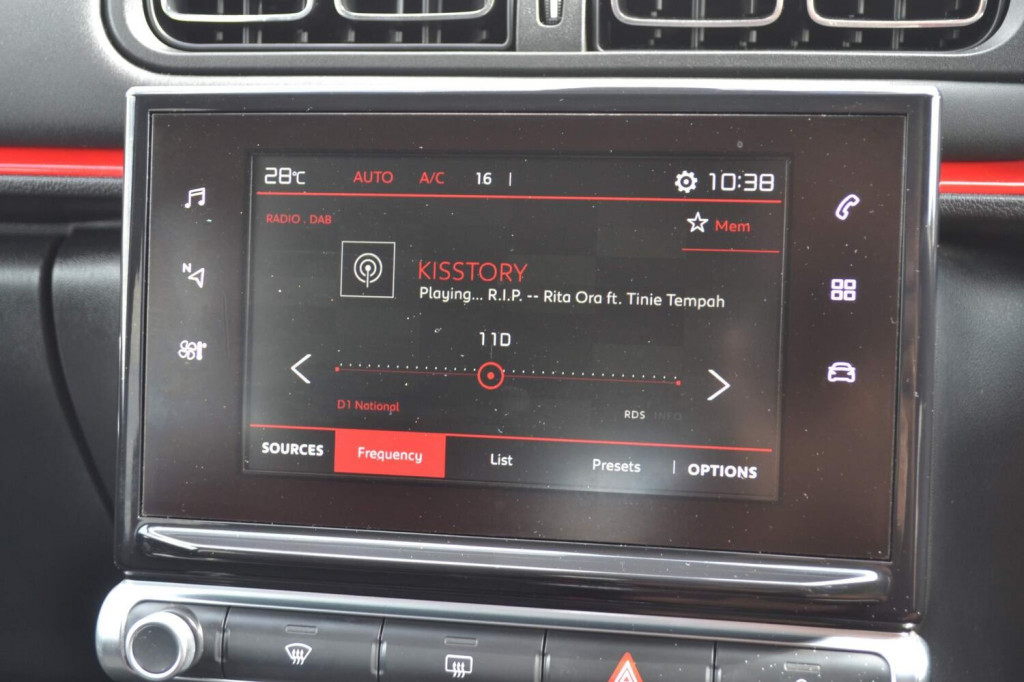 28°C AUTO A/C 16 | 10:38
RADIO . DAB
Mem
KISSTORY
Playing... R.I.P. -- Rita Ora ft. Tinie Tempah
11D
D1 National
RDS INFO
SOURCES Frequency List Presets | OPTIONS
N